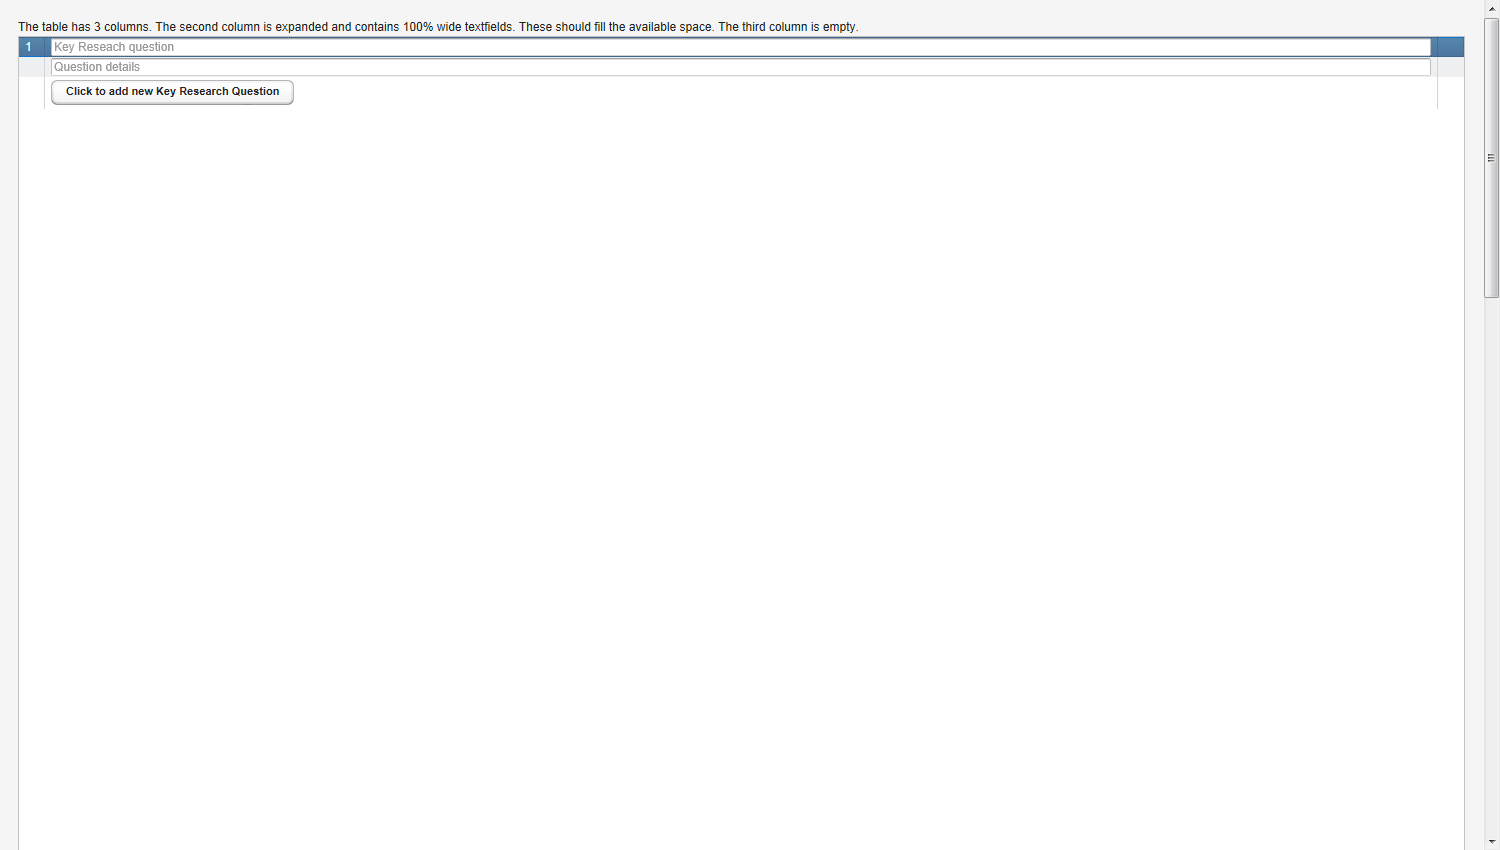 The table has 3 columns. The second column is expanded and contains 100% wide textfields. These should fill the available space. The third column is empty.
1 Key Reseach question
Question details
Click to add new Key Research Question